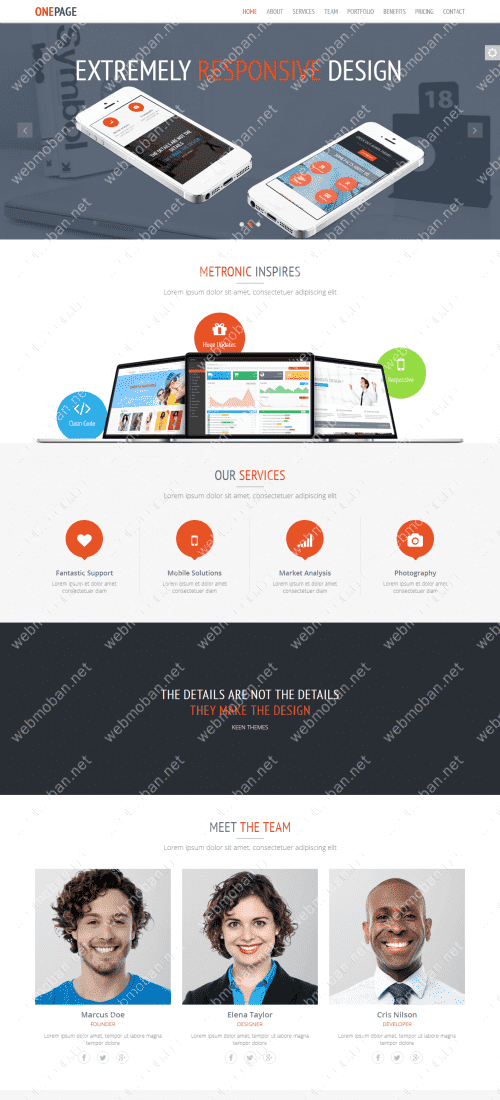 ONEPAGE
HOME ABOUT SERVICES TEAM PORTFOLIO BENEFITS PRICING CONTACT
EXTREMELY RESPONSIVE DESIGN
18
METRONIC INSPIRES
Lorem ipsum dolor sit amet, consectetuer adipiscing elit
Huge Updates
Responsive
Clean Code
OUR SERVICES
Lorem ipsum dolor sit amet, consectetuer adipiscing elit
Fantastic Support
Lorem ipsum et dolor amet
consectetuer diam
Mobile Solutions
Lorem ipsum et dolor amet
consectetuer diam
Market Analysis
Lorem ipsum et dolor amet
consectetuer diam
Photography
Lorem ipsum et dolor amet
consectetuer diam
THE DETAILS ARE NOT THE DETAILS
THEY MAKE THE DESIGN
KEEN THEMES
MEET THE TEAM
Lorem ipsum dolor sit amet, consectetuer adipiscing elit
Marcus Doe
FOUNDER
Lorem ipsum dolor amet, tempor ut labore magna
tempor dolore
Elena Taylor
DESIGNER
Lorem ipsum dolor amet, tempor ut labore magna
tempor dolore
Cris Nilson
DEVELOPER
Lorem ipsum dolor amet, tempor ut labore magna
tempor dolore
webmoban.net